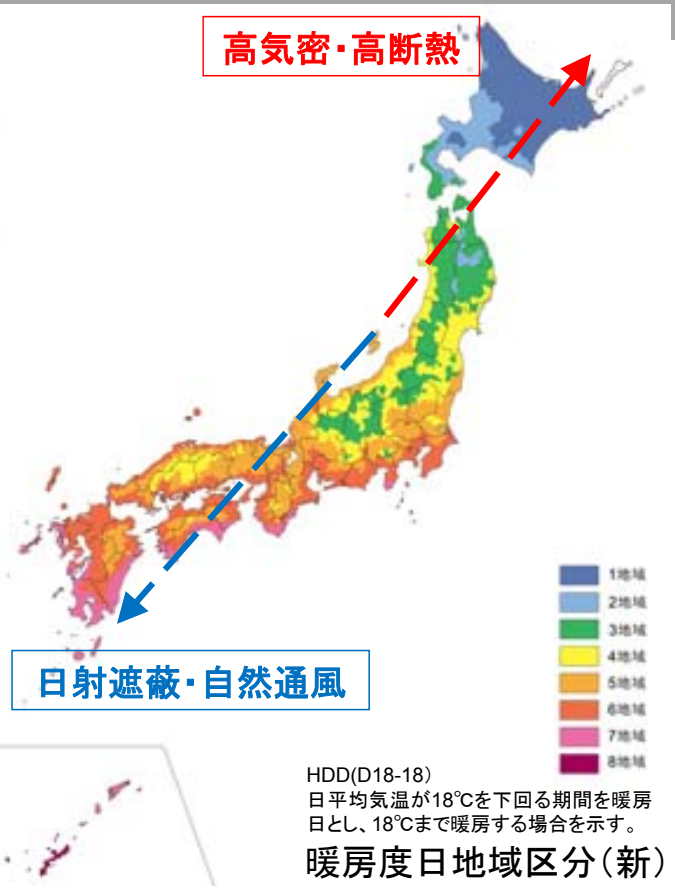 高気密・高断熱
日射遮蔽・自然通風
1地域
2地域
3地域
4地域
5地域
6地域
7地域
8地域
HDD(D18-18)
日平均気温が18℃を下回る期間を暖房
日とし、18℃まで暖房する場合を示す。
暖房度日地域区分(新)